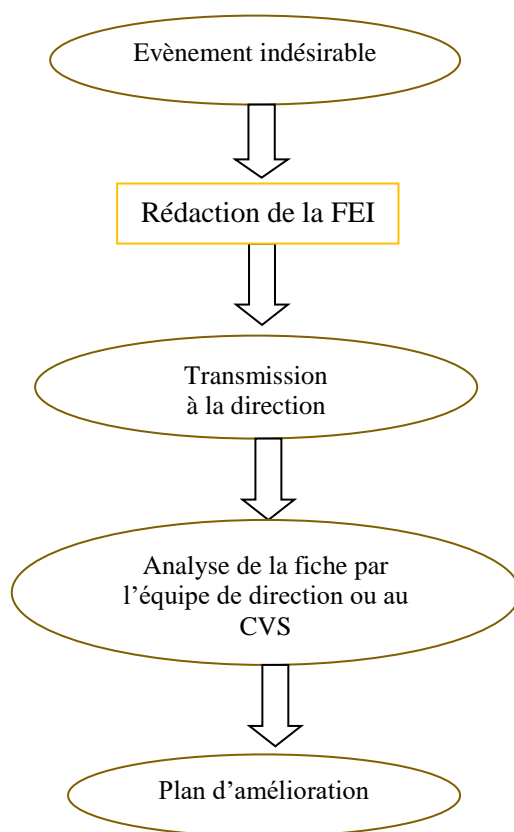 Evènement indésirable
Rédaction de la FEI
Transmission
à la direction
Analyse de la fiche par
l’équipe de direction ou au
CVS
Plan d’amélioration